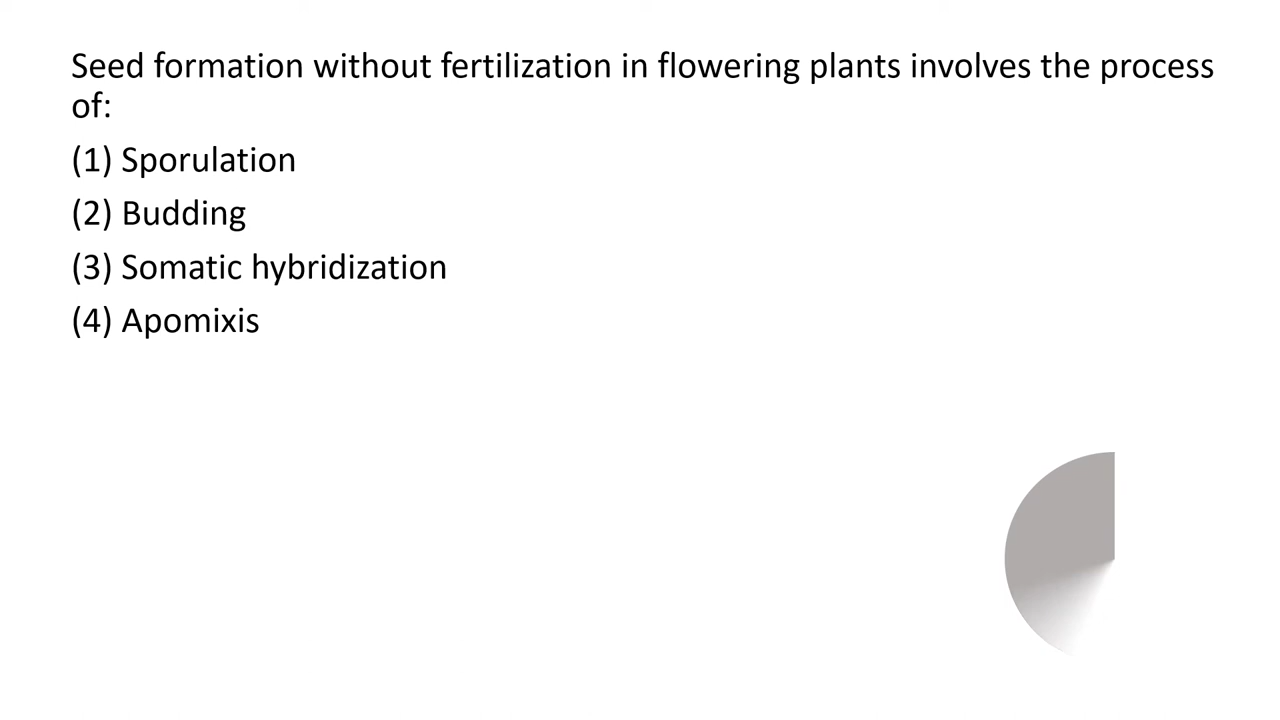 Seed formation without fertilization in flowering plants involves the process
of:
(1) Sporulation
(2) Budding
(3) Somatic hybridization
(4) Apomixis